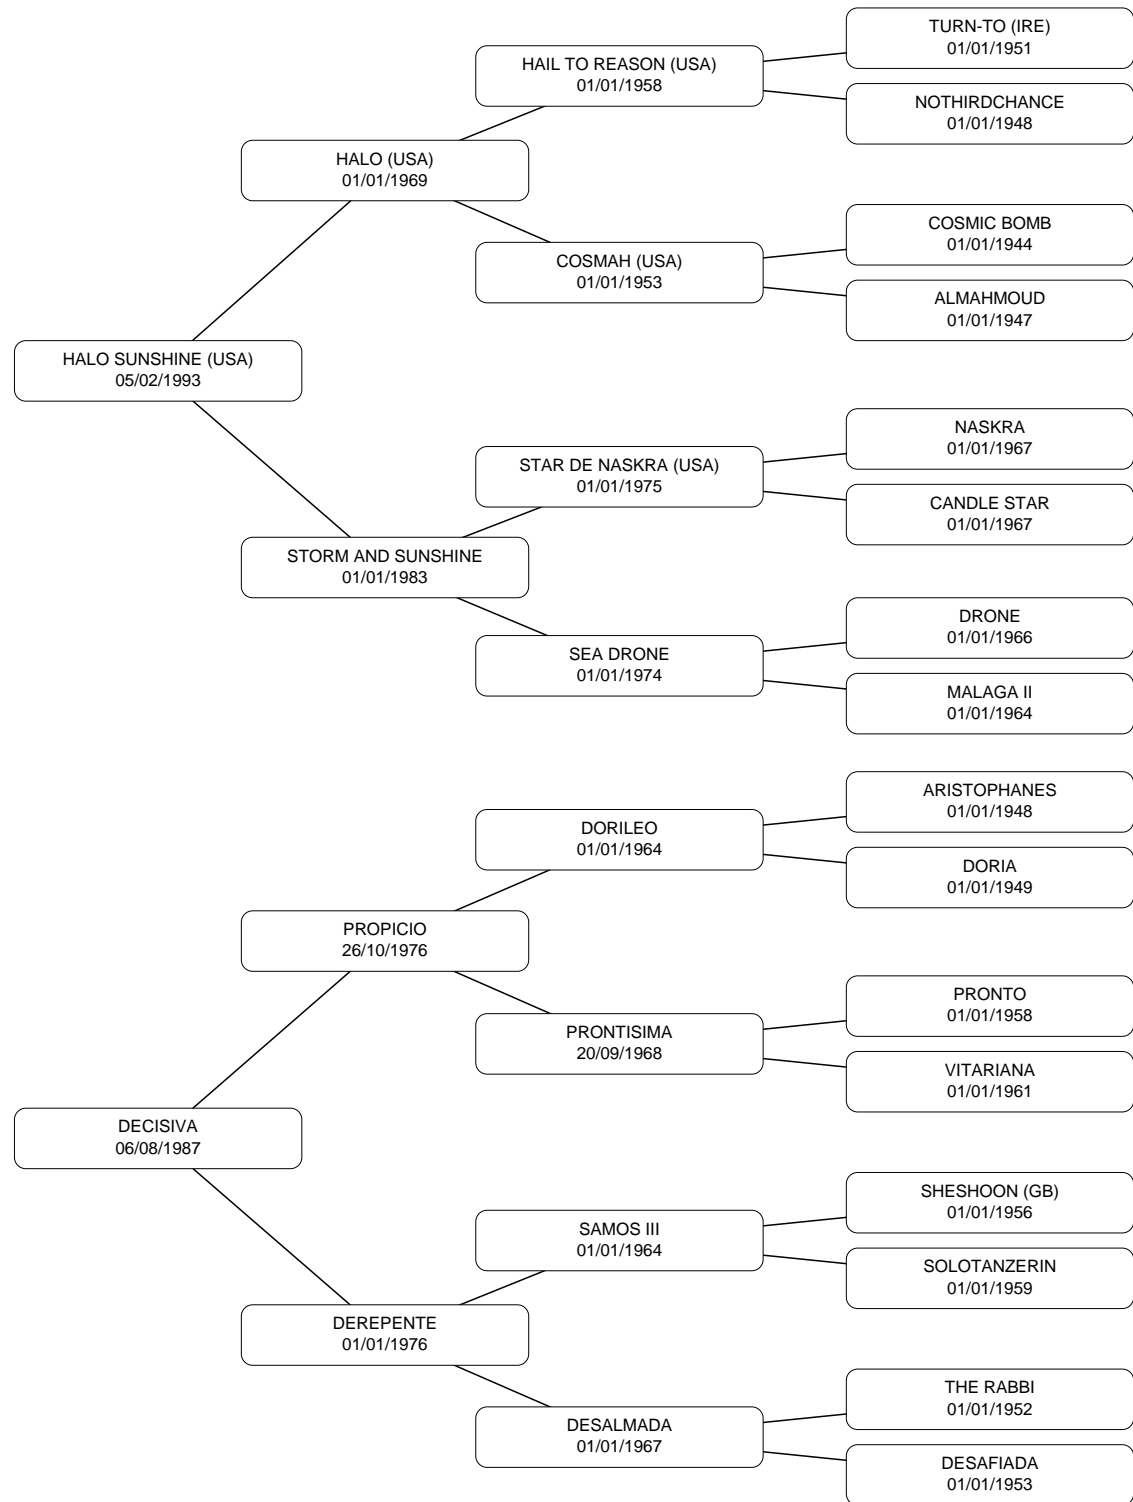 TURN-TO (IRE)
01/01/1951
HAIL TO REASON (USA)
01/01/1958
NOTHIRDCHANCE
01/01/1948
HALO (USA)
01/01/1969
COSMIC BOMB
01/01/1944
COSMAH (USA)
01/01/1953
ALMAHMOUD
01/01/1947
HALO SUNSHINE (USA)
05/02/1993
NASKRA
01/01/1967
STAR DE NASKRA (USA)
01/01/1975
CANDLE STAR
01/01/1967
STORM AND SUNSHINE
01/01/1983
DRONE
01/01/1966
SEA DRONE
01/01/1974
MALAGA II
01/01/1964
ARISTOPHANES
01/01/1948
DORILEO
01/01/1964
DORIA
01/01/1949
PROPICIO
26/10/1976
PRONTO
01/01/1958
PRONTISIMA
20/09/1968
VITARIANA
01/01/1961
DECISIVA
06/08/1987
SHESHOON (GB)
01/01/1956
SAMOS III
01/01/1964
SOLOTANZERIN
01/01/1959
DEREPENTE
01/01/1976
THE RABBI
01/01/1952
DESALMADA
01/01/1967
DESAFIADA
01/01/1953